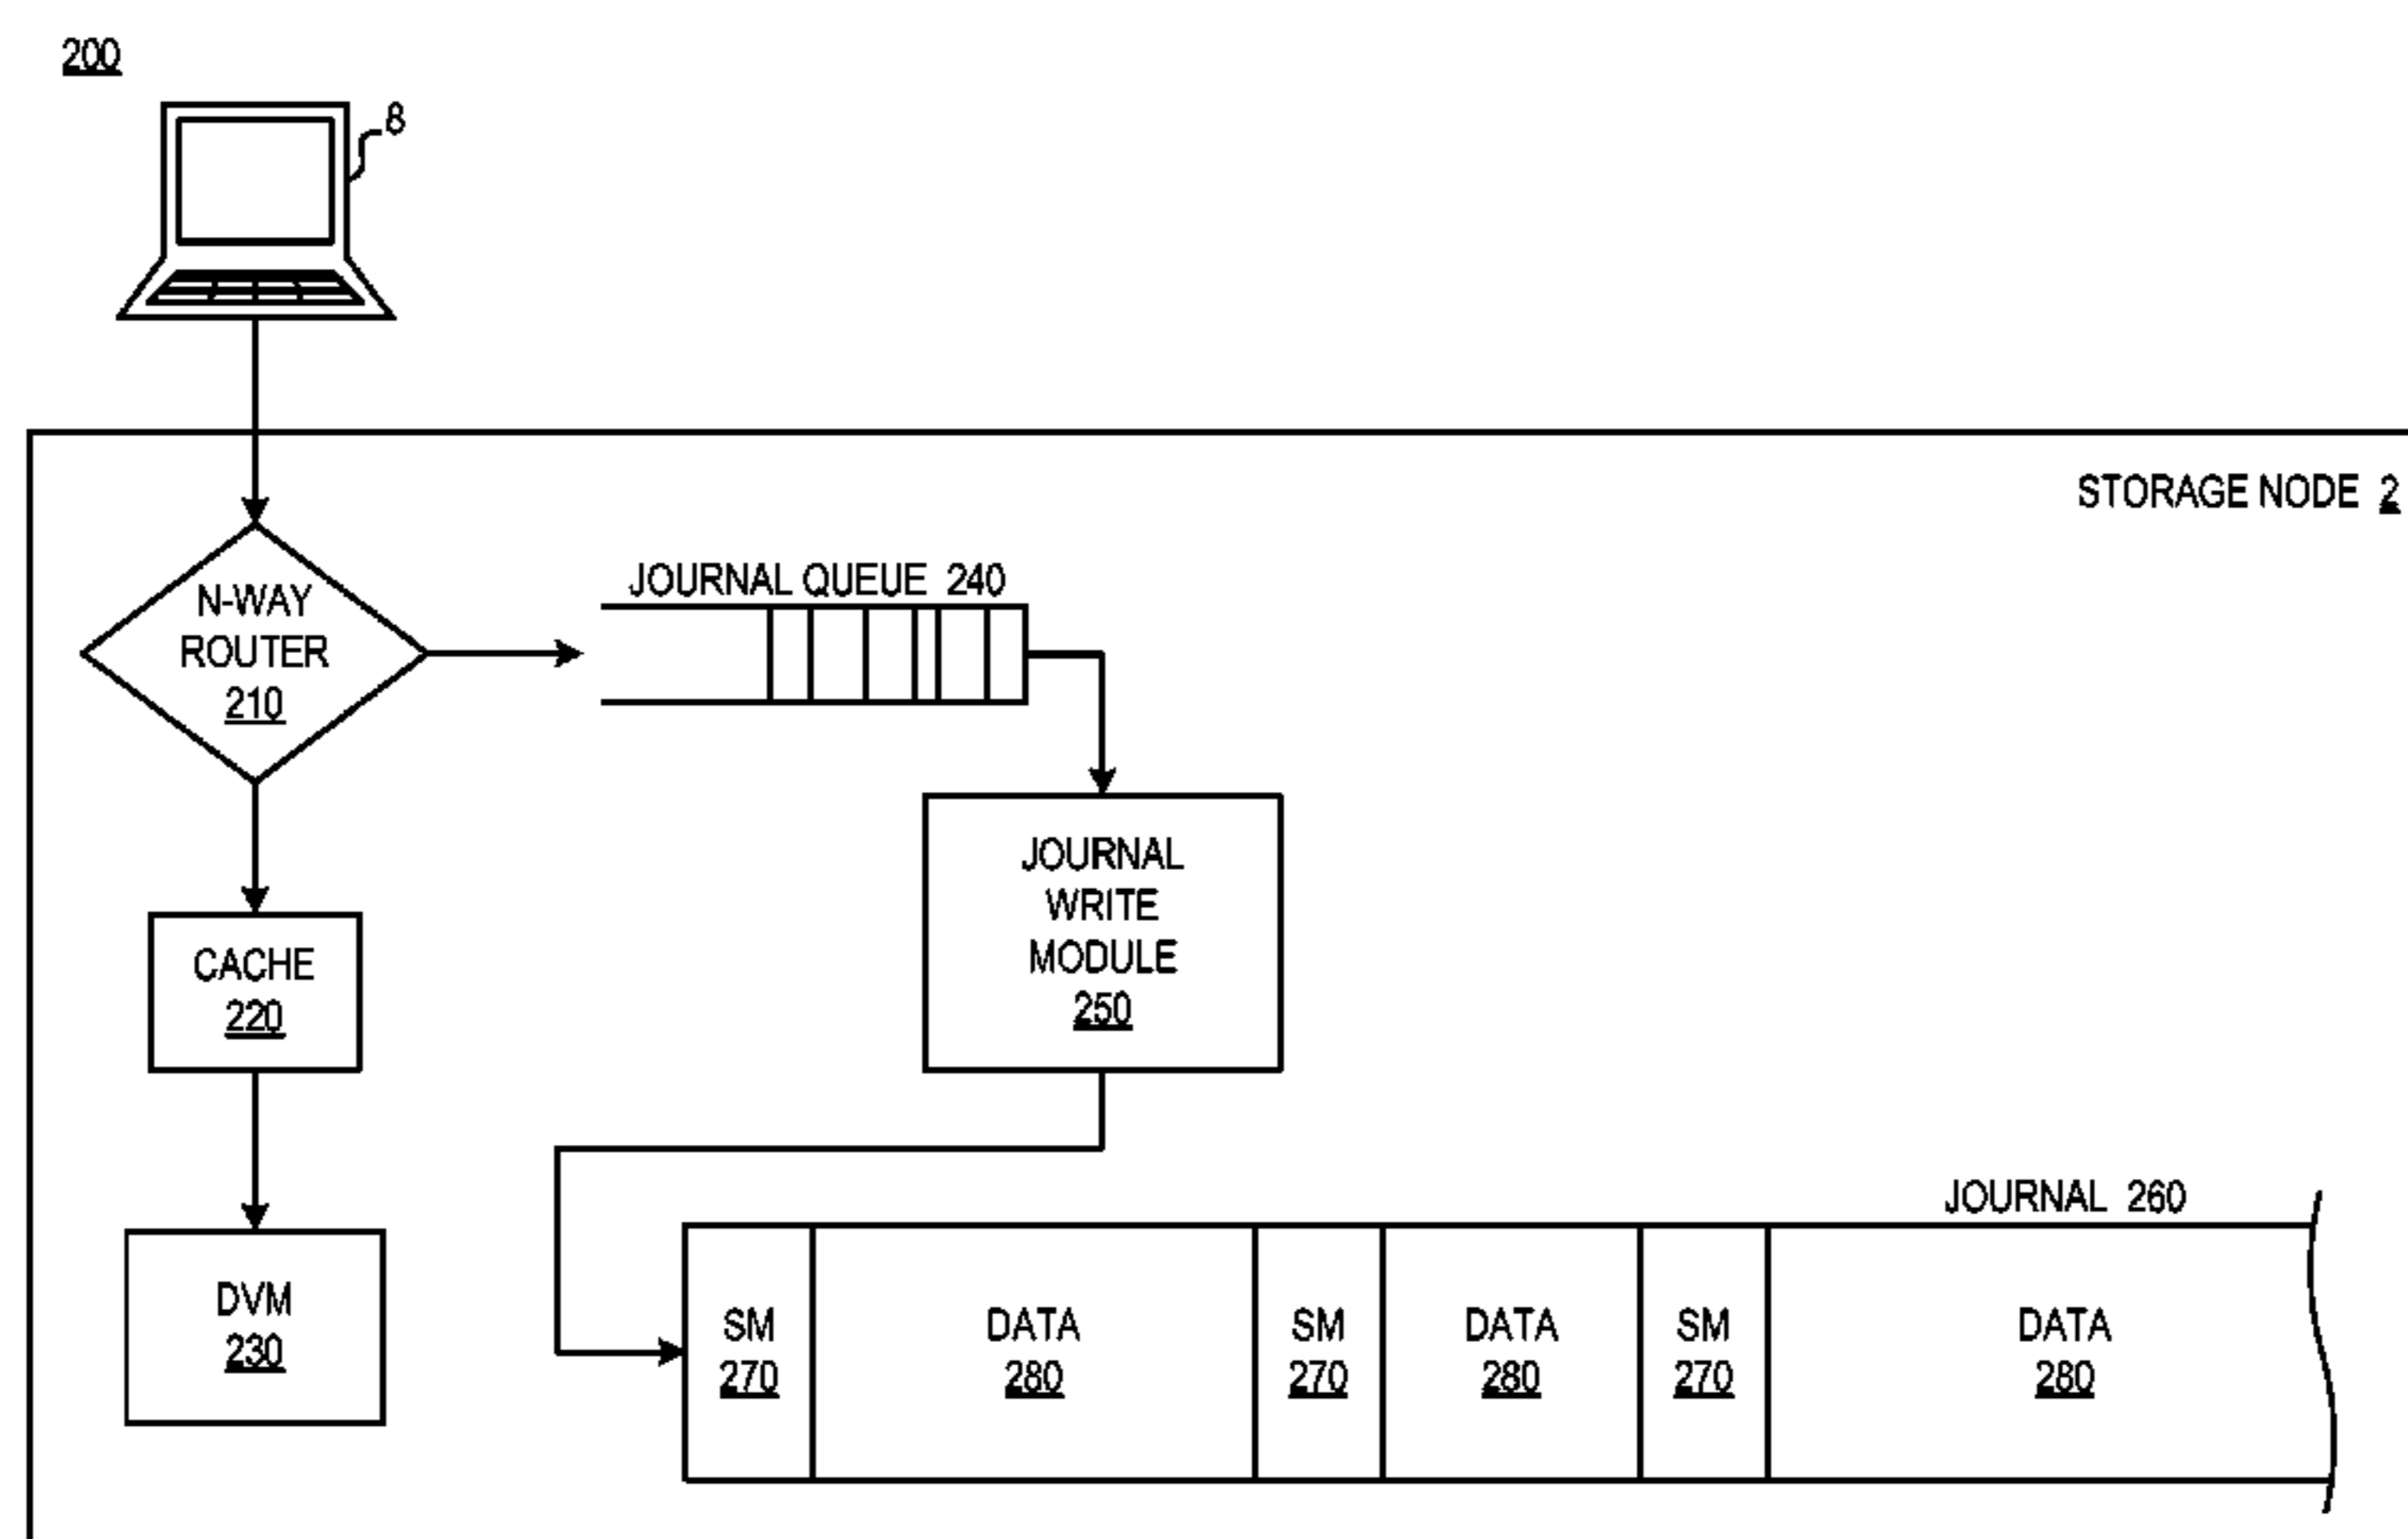 200
8
STORAGE NODE 2
N-WAY
ROUTER
210
JOURNAL QUEUE 240
JOURNAL
WRITE
MODULE
250
CACHE
220
DVM
230
JOURNAL 260
SM
270
DATA
280
SM
270
DATA
280
SM
270
DATA
280